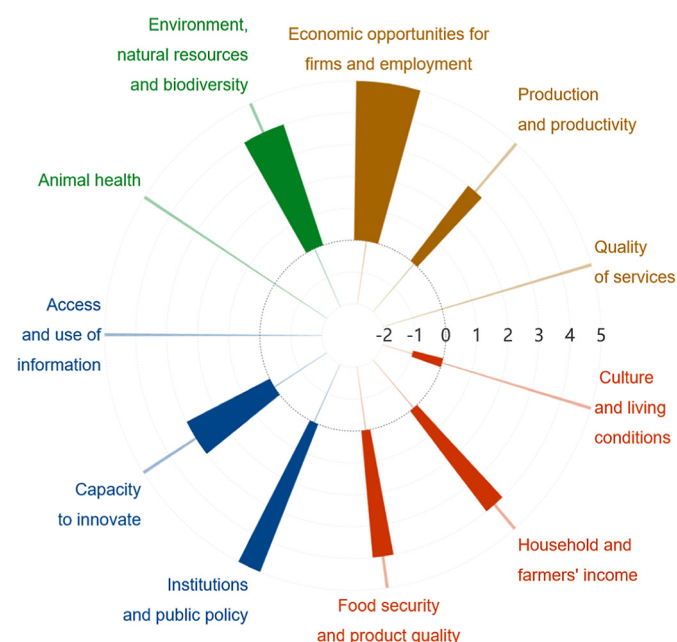 Environment,
natural resources
and biodiversity
Economic opportunities for
firms and employment
Production
and productivity
Animal health
Quality
of services
Access
and use of
information
-2 -1 0 1 2 3 4 5
Culture
and living
conditions
Capacity
to innovate
Household and
farmers' income
Institutions
and public policy
Food security
and product quality